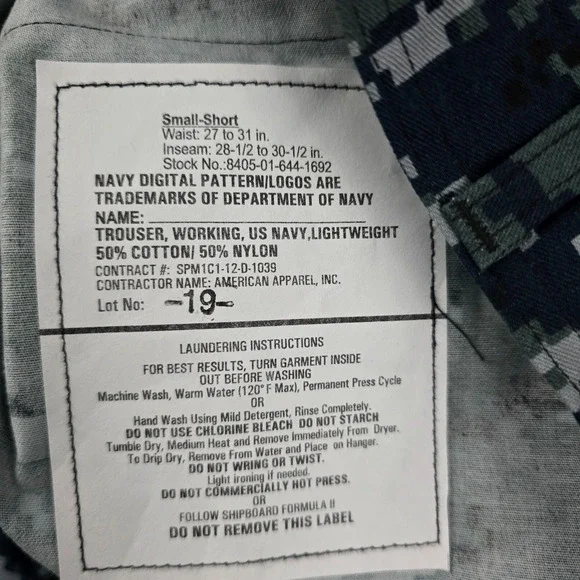 Small-Short
Waist: 27 to 31 in.
Inseam: 28-1/2 to 30-1/2 in.
Stock No.:8405-01-644-1692
NAVY DIGITAL PATTERN/LOGOS ARE
TRADEMARKS OF DEPARTMENT OF NAVY
NAME:
TROUSER, WORKING, US NAVY,LIGHTWEIGHT
50% COTTON/ 50% NYLON
CONTRACT #: SPM1C1-12-D-1039
CONTRACTOR NAME: AMERICAN APPAREL, INC.
Lot No: -19-
LAUNDERING INSTRUCTIONS
FOR BEST RESULTS, TURN GARMENT INSIDE
OUT BEFORE WASHING
Machine Wash, Warm Water (120° F Max), Permanent Press Cycle
OR
Hand Wash Using Mild Detergent, Rinse Completely.
DO NOT USE CHLORINE BLEACH DO NOT STARCH
Tumble Dry, Medium Heat and Remove Immediately From Dryer.
To Drip Dry, Remove From Water and Place on Hanger.
DO NOT WRING OR TWIST.
Light ironing if needed.
DO NOT COMMERCIALLY HOT PRESS.
OR
FOLLOW SHIPBOARD FORMULA II
DO NOT REMOVE THIS LABEL